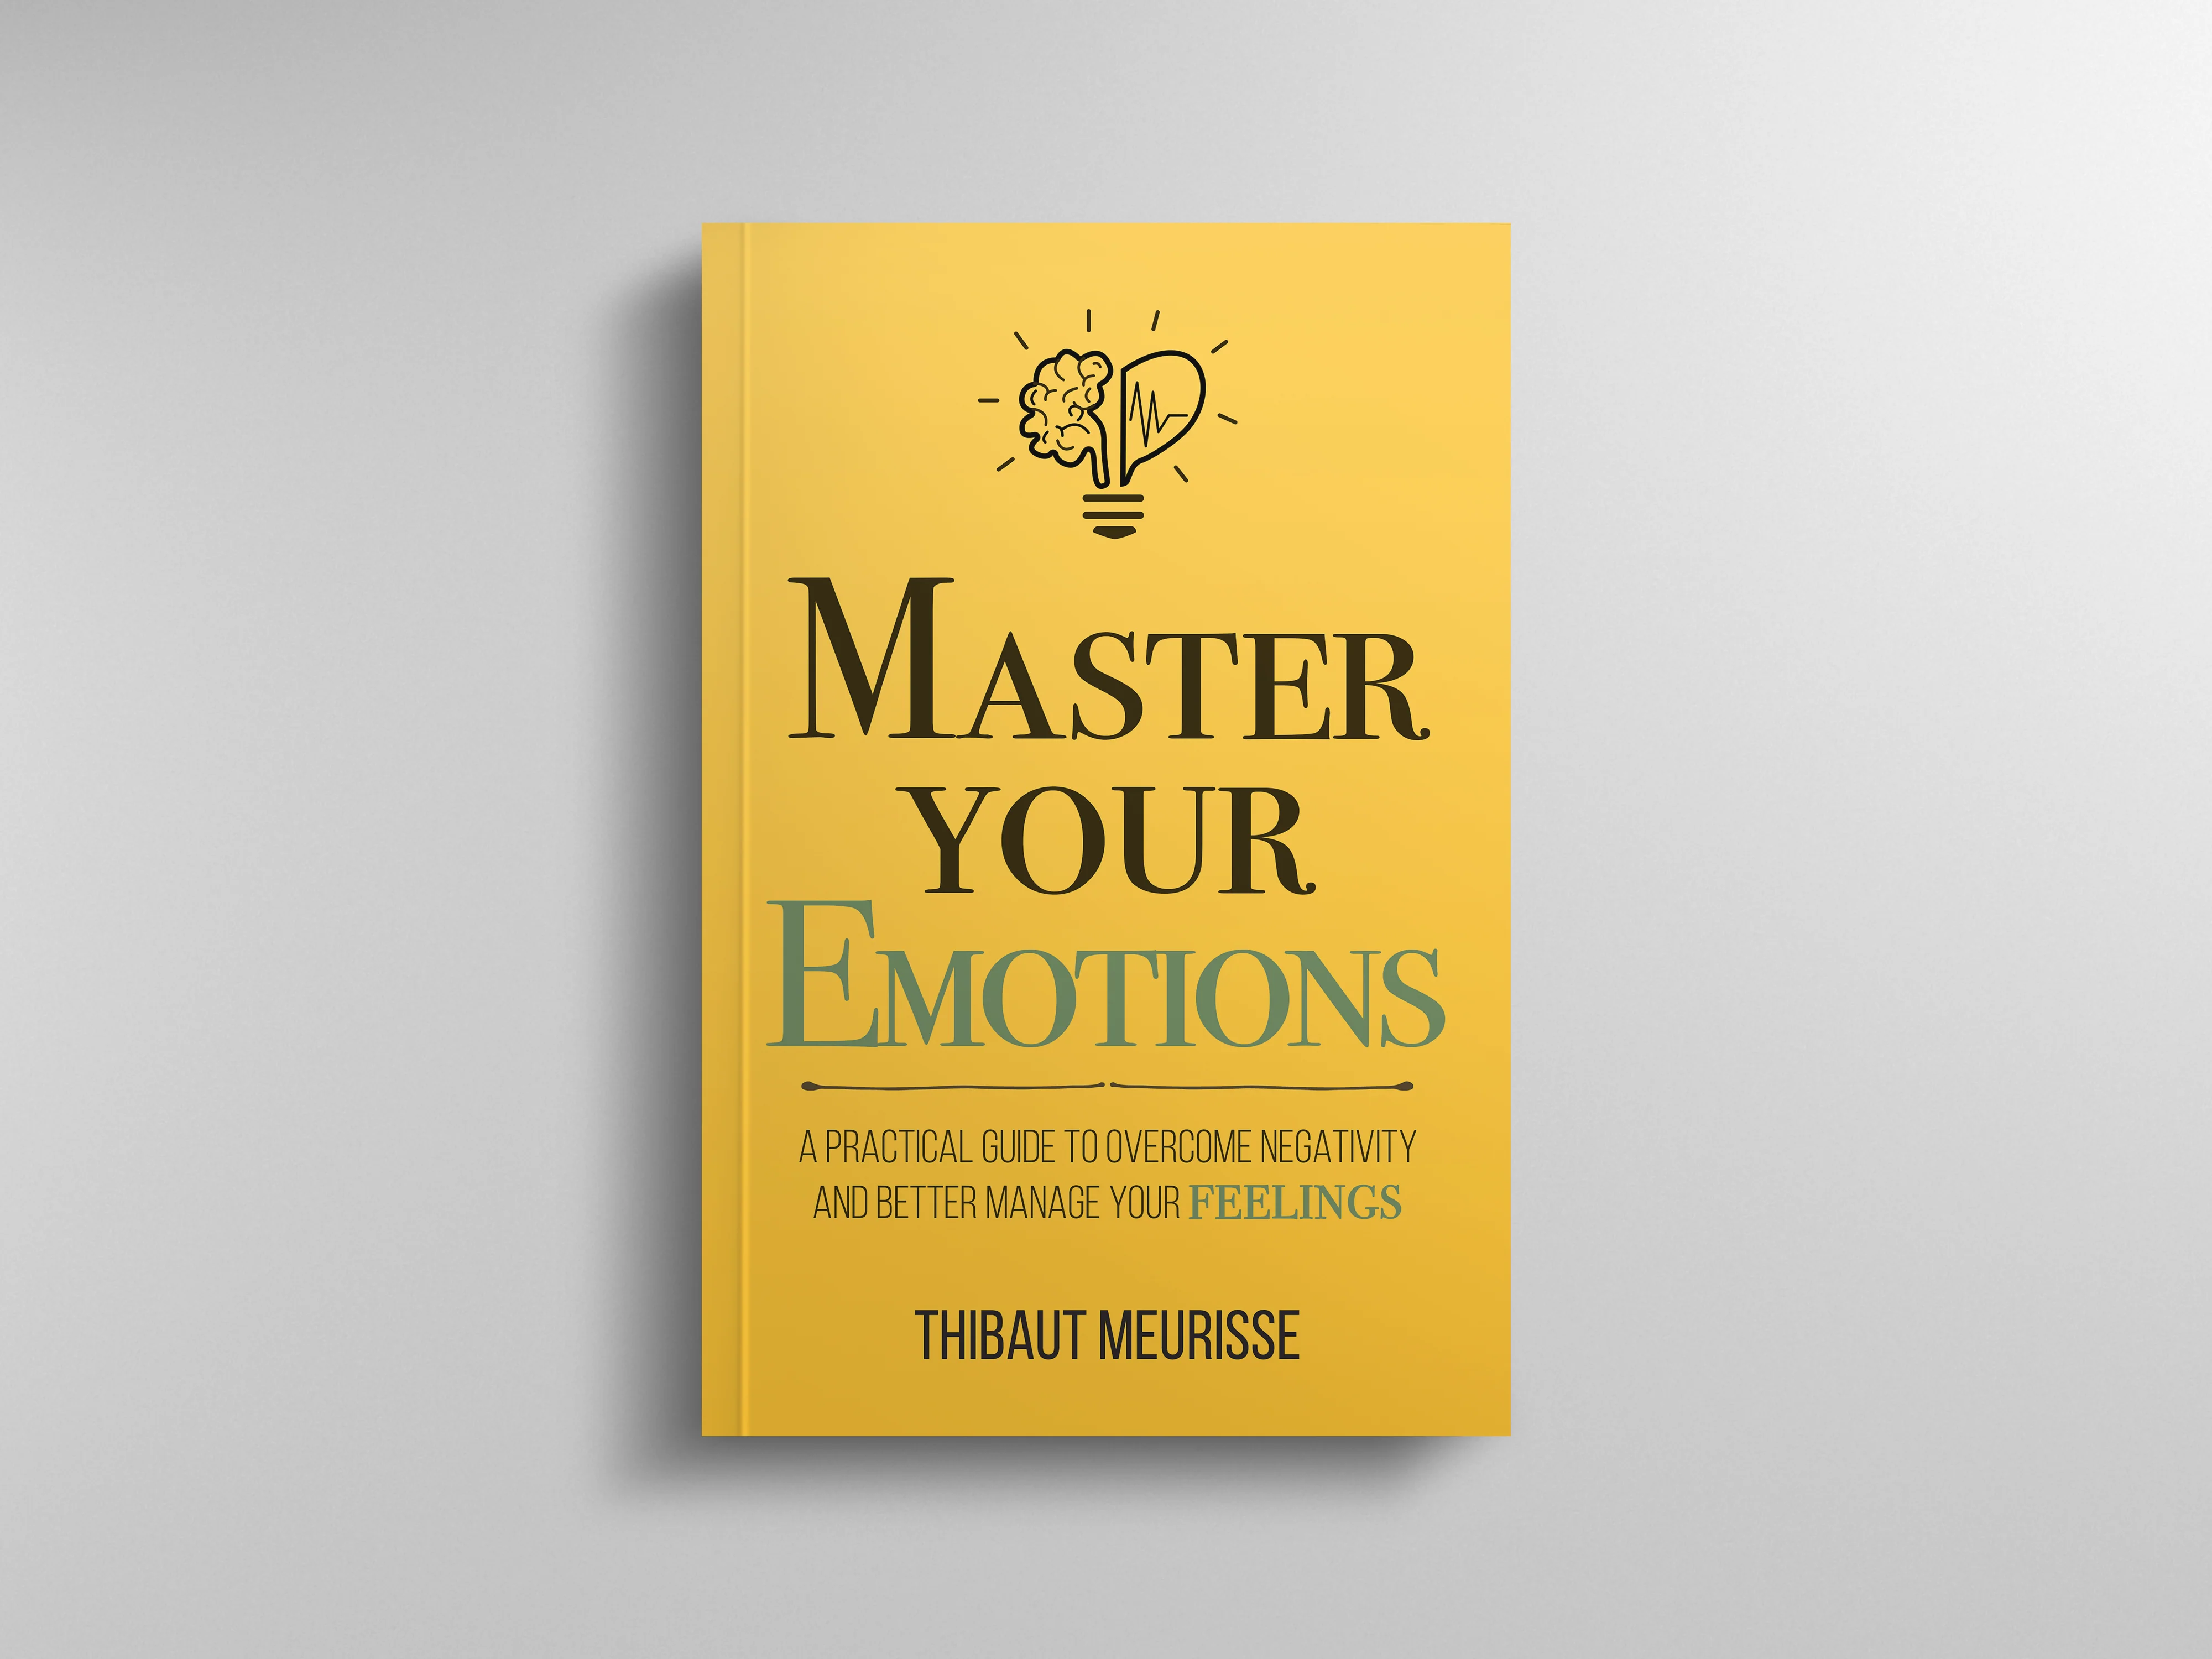 MASTER
YOUR
EMOTIONS
A PRACTICAL GUIDE TO OVERCOME NEGATIVITY
AND BETTER MANAGE YOUR FEELINGS
THIBAUT MEURISSE